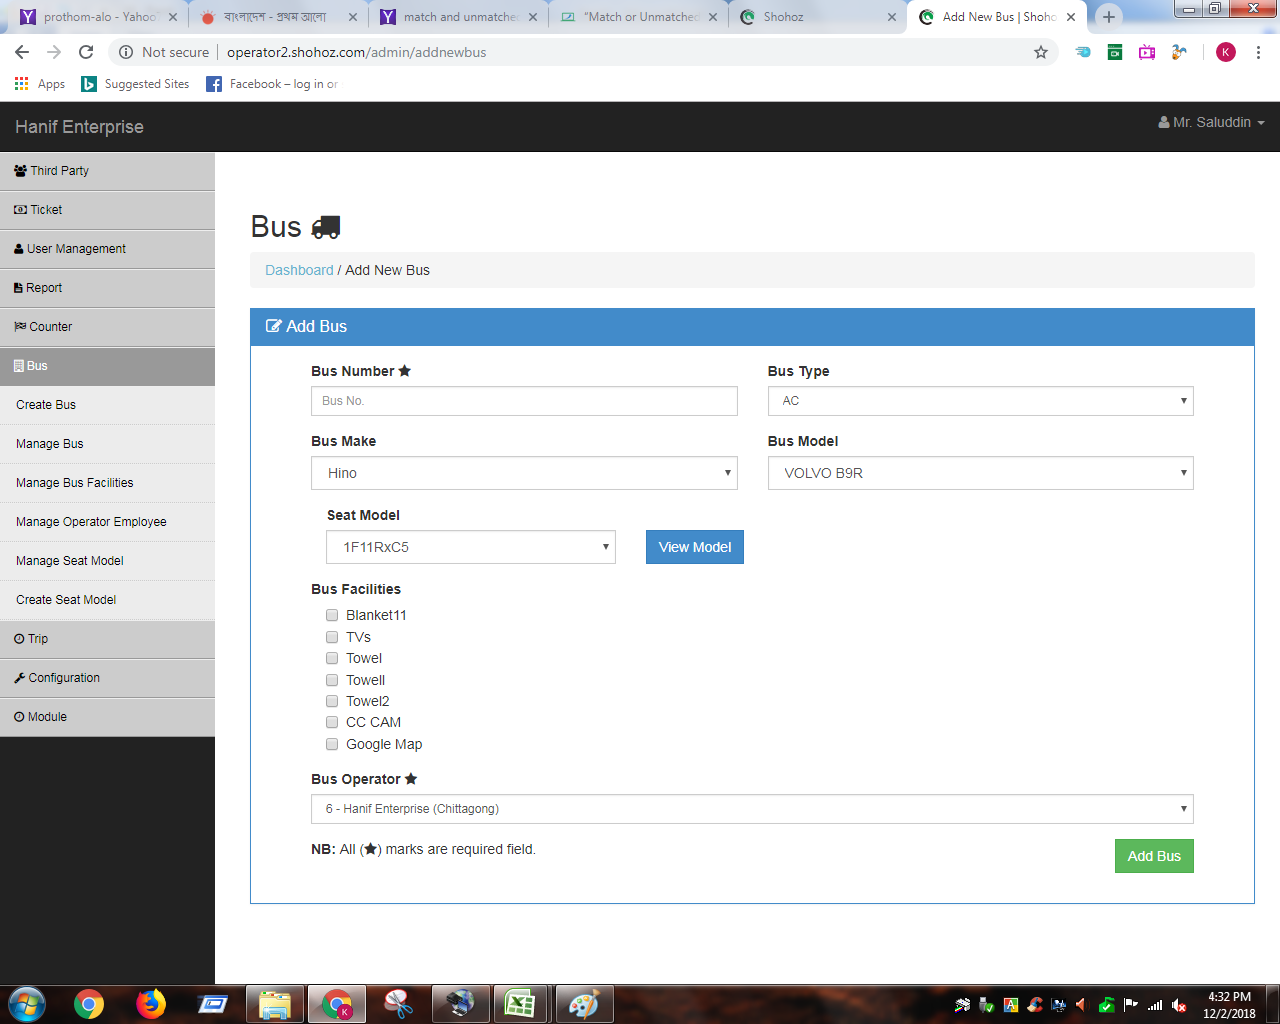 prothom-alo - Yahoo
বাংলাদেশ - প্রথম আলো
match and unmatche
"Match or Unmatched
Shohoz
Add New Bus | Shoho
Not secure
operator2.shohoz.com/admin/addnewbus
K
Apps
Suggested Sites
Facebook – log in or
Hanif Enterprise
Mr. Saluddin
Third Party
Ticket
User Management
Report
Counter
Bus
Create Bus
Manage Bus
Manage Bus Facilities
Manage Operator Employee
Manage Seat Model
Create Seat Model
Trip
Configuration
Module
Bus
Dashboard / Add New Bus
Add Bus
Bus Number ★
Bus Type
Bus No.
AC
Bus Make
Bus Model
Hino
VOLVO B9R
Seat Model
1F11RxC5
View Model
Bus Facilities
Blanket11
TVs
Towel
Towell
Towel2
CC CAM
Google Map
Bus Operator ★
6 - Hanif Enterprise (Chittagong)
NB: All (★) marks are required field.
Add Bus
4:32 PM
12/2/2018